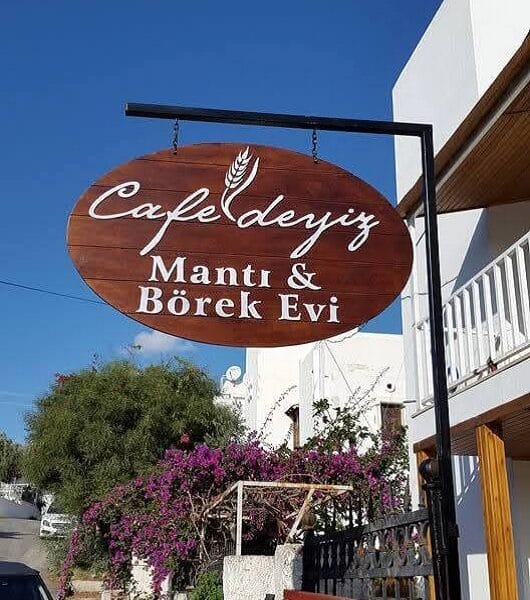 Cafedeyiz
Mantı &
Börek Evi